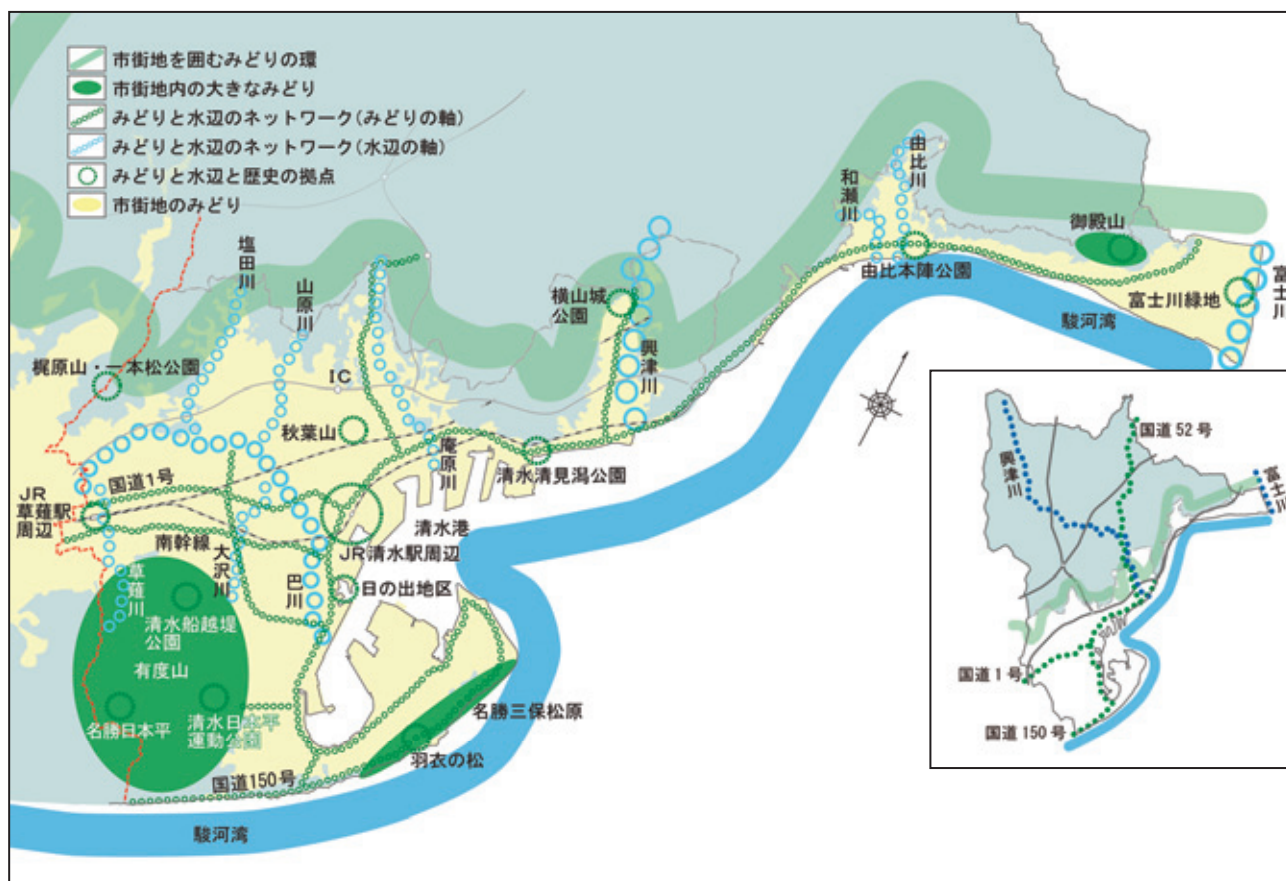 市街地を囲むみどりの環
市街地内の大きなみどり
みどりと水辺のネットワーク(みどりの軸)
みどりと水辺のネットワーク(水辺の軸)
みどりと水辺と歴史の拠点
市街地のみどり
塩田川
山原川
和瀬川
由比川
御殿山
横山城
公園
由比本陣公園
富士川緑地
富士川
駿河湾
興津川
梶原山・一本松公園
IC
秋葉山
庵原川
清水清見潟公園
国道1号
JR
草薙駅
周辺
清水港
南幹線
大沢川
JR清水駅周辺
巴川
日の出地区
草薙川
清水船越堤
公園
有度山
名勝日本平
清水日本平
運動公園
名勝三保松原
羽衣の松
国道150号
駿河湾
国道52号
興津川
富士川
国道1号
国道150号